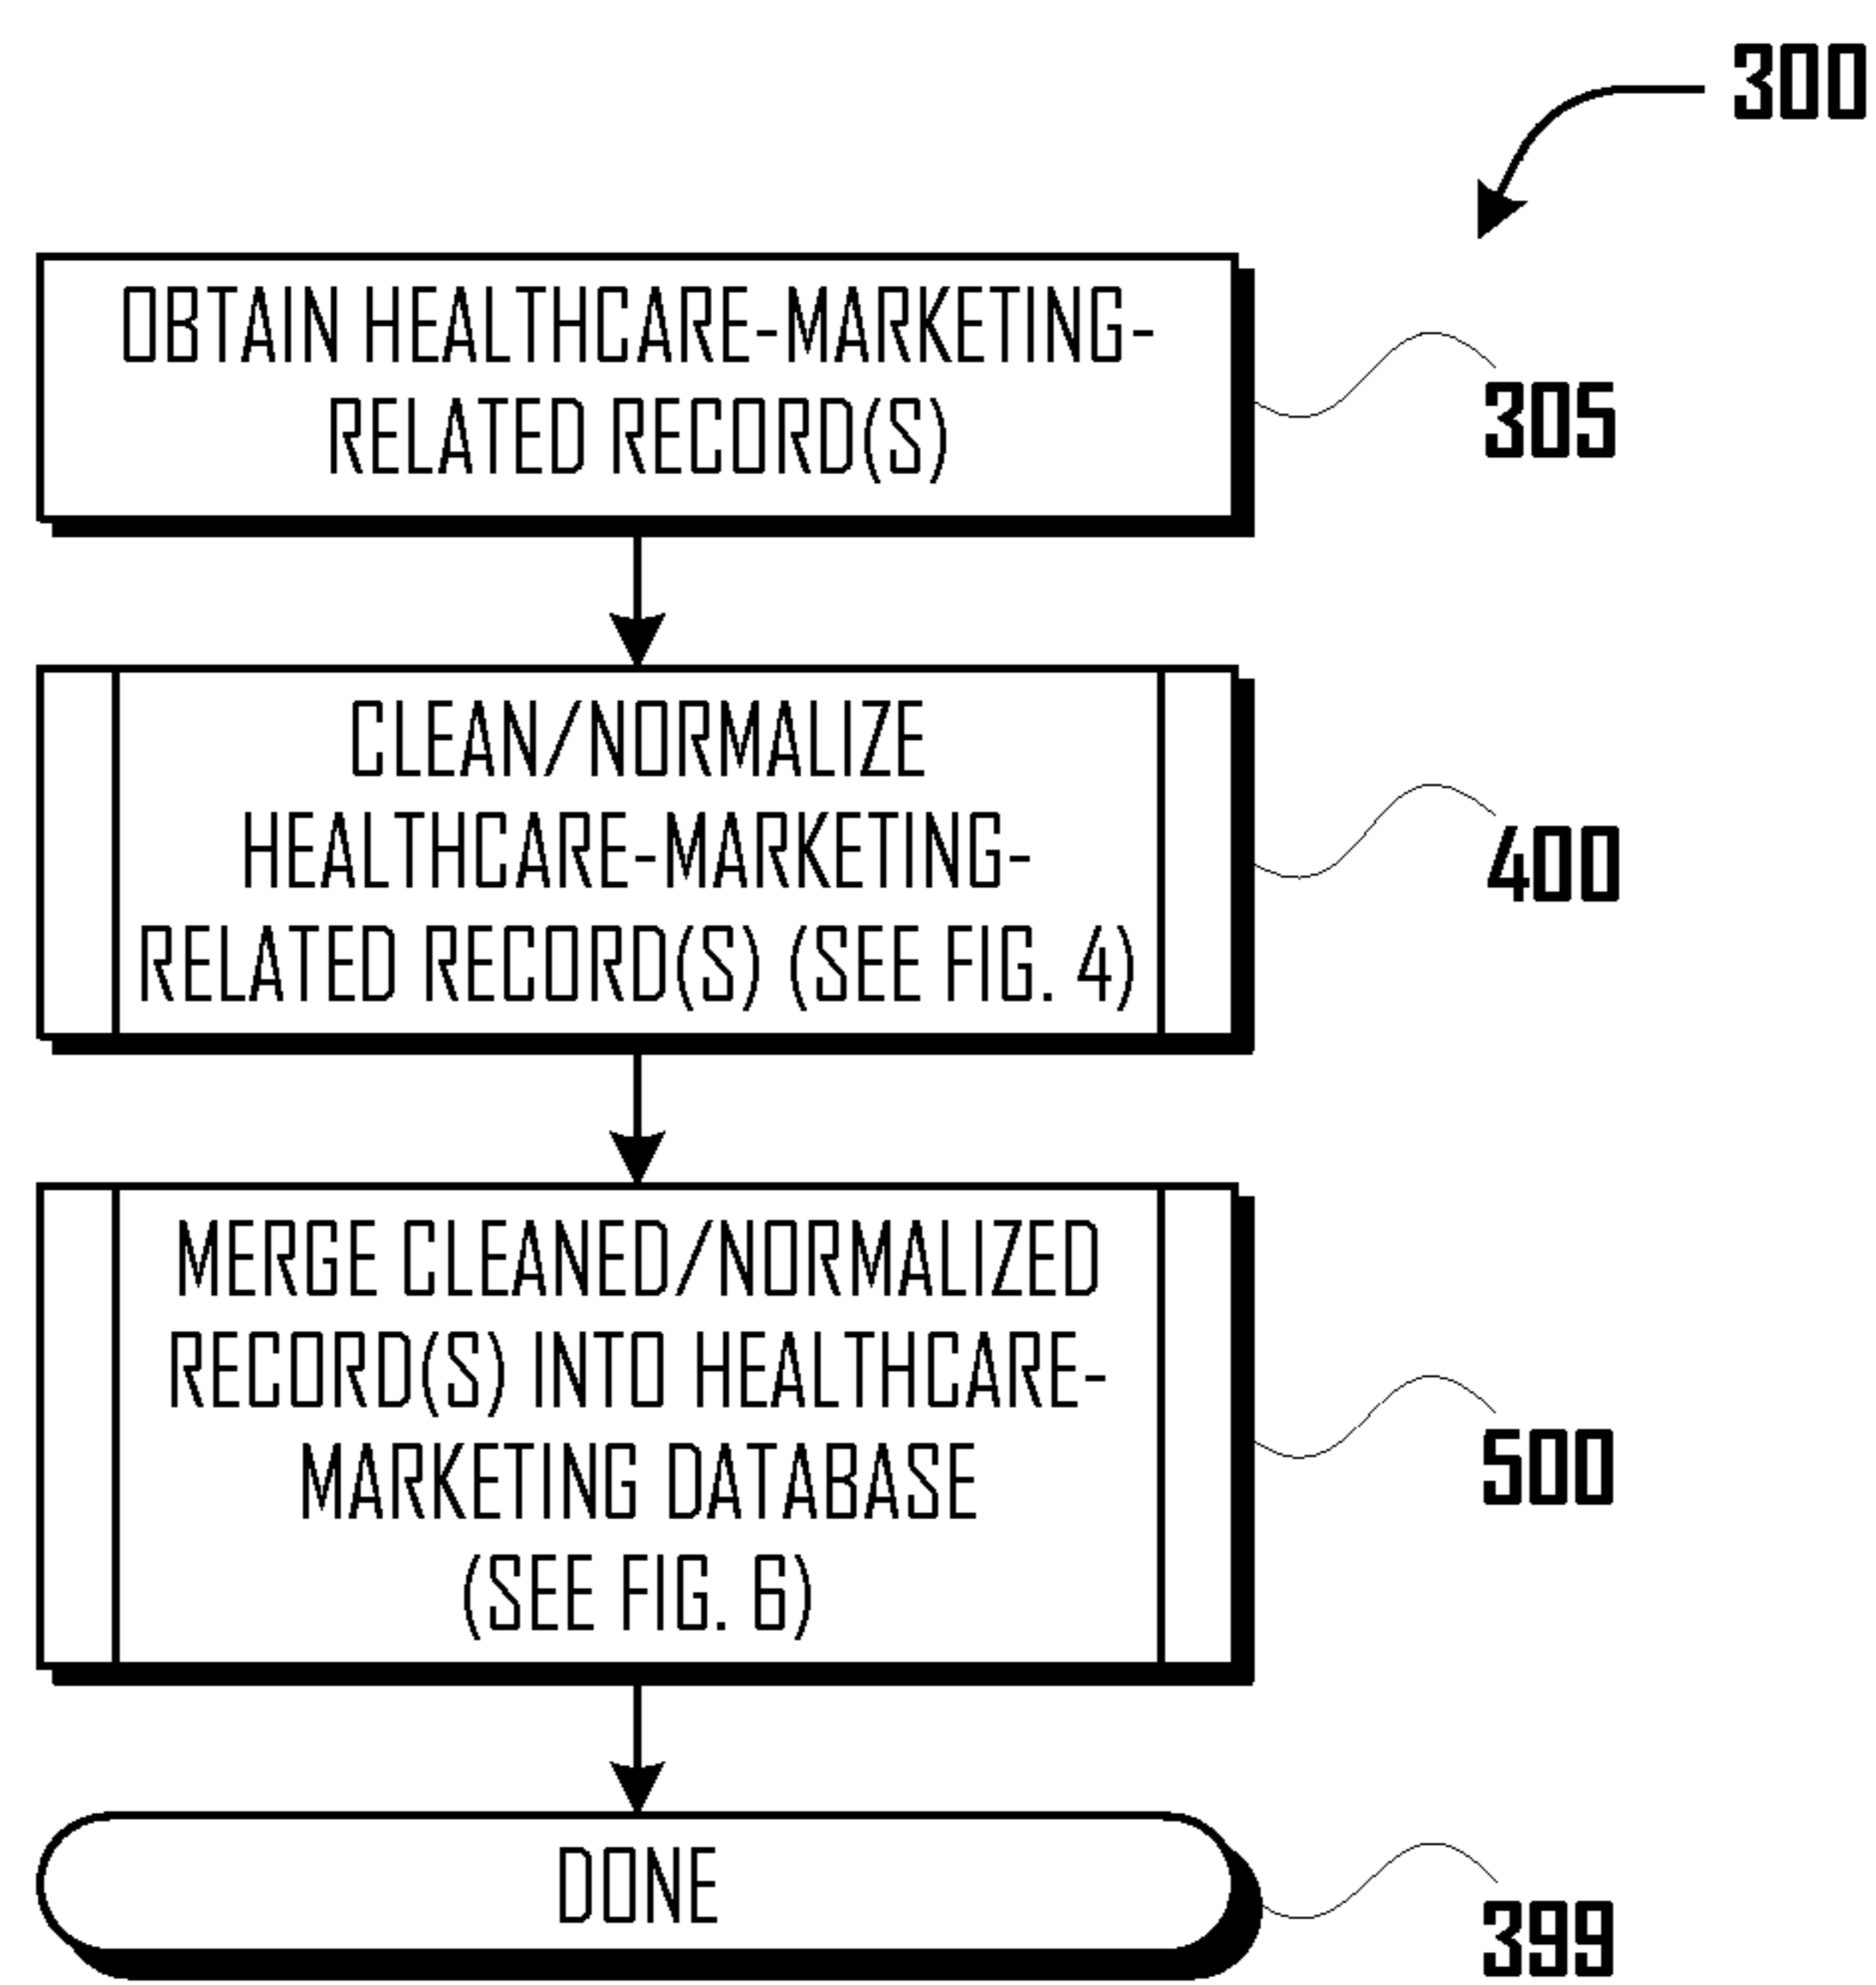 300
OBTAIN HEALTHCARE-MARKETING-
RELATED RECORD(S)
305
CLEAN/NORMALIZE
HEALTHCARE-MARKETING-
RELATED RECORD(S) (SEE FIG. 4)
400
MERGE CLEANED/NORMALIZED
RECORD(S) INTO HEALTHCARE-
MARKETING DATABASE
(SEE FIG. 6)
500
DONE
399